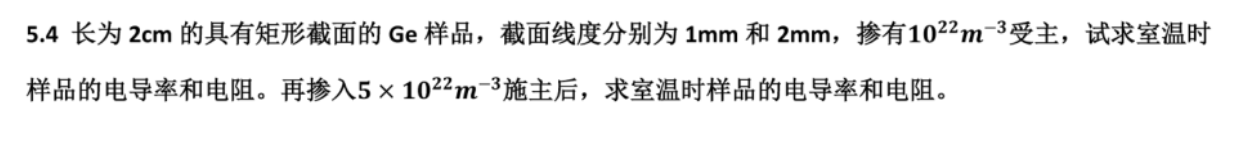 5.4 长为 2cm 的具有矩形截面的 Ge 样品，截面线度分别为 1mm 和 2mm，掺有10²²m⁻³受主，试求室温时
样品的电导率和电阻。再掺入5 × 10²²m⁻³施主后，求室温时样品的电导率和电阻。